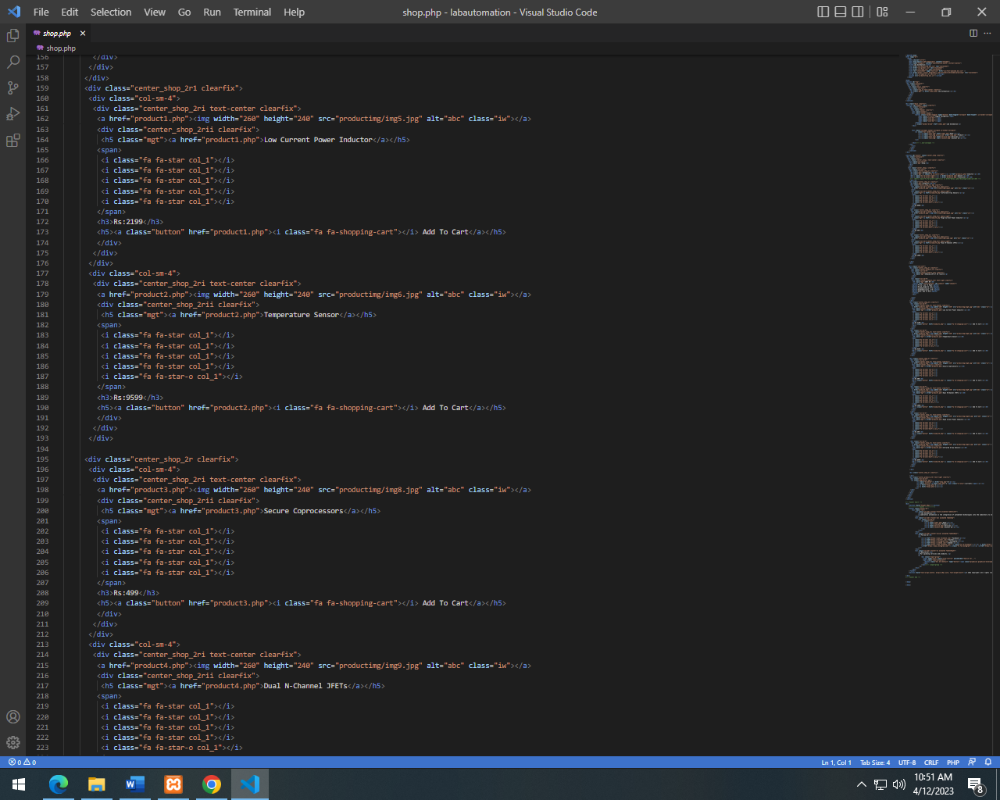 File Edit Selection View Go Run Terminal Help shop.php - labautomation - Visual Studio Code
shop.php
shop.php
156 </div>
157 </div>
158 </div>
159 <div class="center_shop_2r1 clearfix">
160 <div class="col-sm-4">
161 <div class="center_shop_2ri text-center clearfix">
162 <a href="product1.php"><img width="260" height="240" src="productimg/img5.jpg" alt="abc" class="iw"></a>
163 <div class="center_shop_2rii clearfix">
164 <h5 class="mgt"><a href="product1.php">Low Current Power Inductor</a></h5>
165 <span>
166 <i class="fa fa-star col_1"></i>
167 <i class="fa fa-star col_1"></i>
168 <i class="fa fa-star col_1"></i>
169 <i class="fa fa-star col_1"></i>
170 <i class="fa fa-star col_1"></i>
171 </span>
172 <h3>Rs:2199</h3>
173 <h5><a class="button" href="product1.php"><i class="fa fa-shopping-cart"></i> Add To Cart</a></h5>
174 </div>
175 </div>
176 </div>
177 <div class="col-sm-4">
178 <div class="center_shop_2ri text-center clearfix">
179 <a href="product2.php"><img width="260" height="240" src="productimg/img6.jpg" alt="abc" class="iw"></a>
180 <div class="center_shop_2rii clearfix">
181 <h5 class="mgt"><a href="product2.php">Temperature Sensor</a></h5>
182 <span>
183 <i class="fa fa-star col_1"></i>
184 <i class="fa fa-star col_1"></i>
185 <i class="fa fa-star col_1"></i>
186 <i class="fa fa-star col_1"></i>
187 <i class="fa fa-star-o col_1"></i>
188 </span>
189 <h3>Rs:9599</h3>
190 <h5><a class="button" href="product2.php"><i class="fa fa-shopping-cart"></i> Add To Cart</a></h5>
191 </div>
192 </div>
193 </div>
194
195 <div class="center_shop_2r clearfix">
196 <div class="col-sm-4">
197 <div class="center_shop_2ri text-center clearfix">
198 <a href="product3.php"><img width="260" height="240" src="productimg/img8.jpg" alt="abc" class="iw"></a>
199 <div class="center_shop_2rii clearfix">
200 <h5 class="mgt"><a href="product3.php">Secure Coprocessors</a></h5>
201 <span>
202 <i class="fa fa-star col_1"></i>
203 <i class="fa fa-star col_1"></i>
204 <i class="fa fa-star col_1"></i>
205 <i class="fa fa-star col_1"></i>
206 <i class="fa fa-star col_1"></i>
207 </span>
208 <h3>Rs:499</h3>
209 <h5><a class="button" href="product3.php"><i class="fa fa-shopping-cart"></i> Add To Cart</a></h5>
210 </div>
211 </div>
212 </div>
213 <div class="col-sm-4">
214 <div class="center_shop_2ri text-center clearfix">
215 <a href="product4.php"><img width="260" height="240" src="productimg/img9.jpg" alt="abc" class="iw"></a>
216 <div class="center_shop_2rii clearfix">
217 <h5 class="mgt"><a href="product4.php">Dual N-Channel JFETs</a></h5>
218 <span>
219 <i class="fa fa-star col_1"></i>
220 <i class="fa fa-star col_1"></i>
221 <i class="fa fa-star col_1"></i>
222 <i class="fa fa-star col_1"></i>
223 <i class="fa fa-star-o col_1"></i>
0 0 Ln 1, Col 1 Tab Size: 4 UTF-8 CRLF PHP
10:51 AM
4/12/2023
8